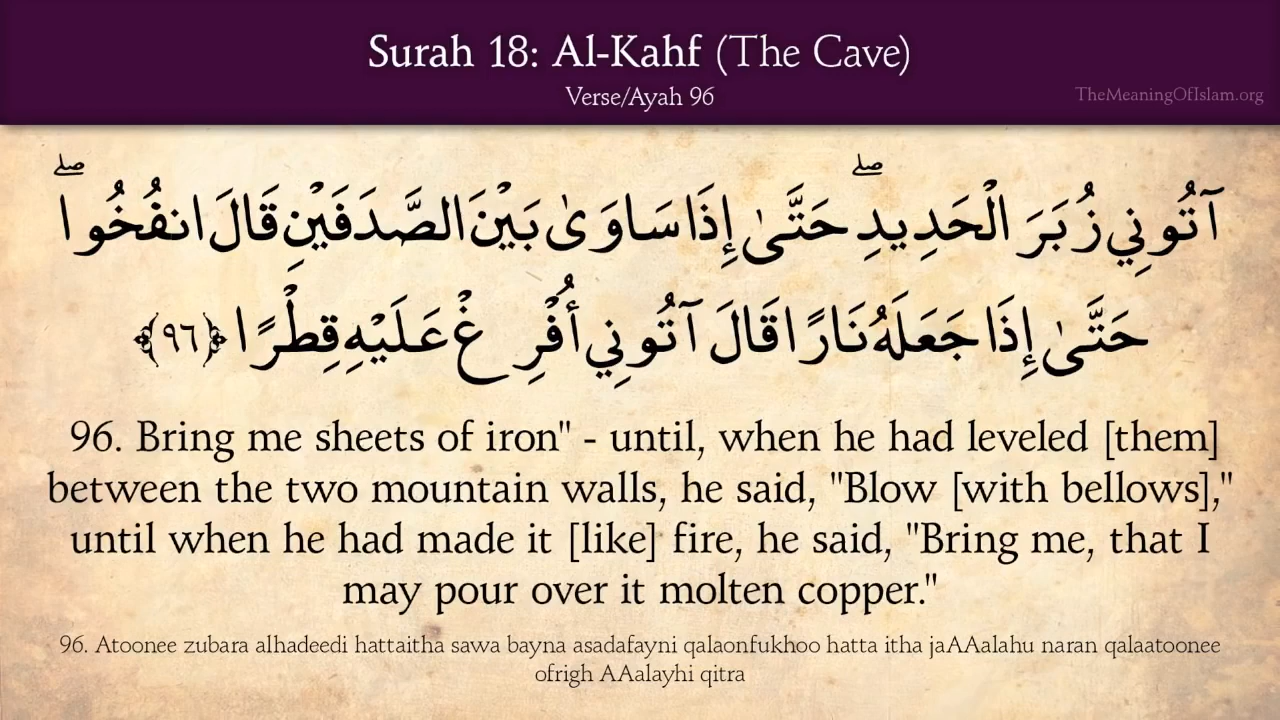 Surah 18: Al-Kahf (The Cave)
Verse/Ayah 96
TheMeaningOfIslam.org
آتُونِي زُبَرَ الْحَدِيدِ ۖ حَتَّىٰ إِذَا سَاوَىٰ بَيْنَ الصَّدَفَيْنِ قَالَ انفُخُوا ۖ
حَتَّىٰ إِذَا جَعَلَهُ نَارًا قَالَ آتُونِي أُفْرِغْ عَلَيْهِ قِطْرًا ﴿٩٦﴾
96. Bring me sheets of iron" - until, when he had leveled [them]
between the two mountain walls, he said, "Blow [with bellows],"
until when he had made it [like] fire, he said, "Bring me, that I
may pour over it molten copper."
96. Atoonee zubara alhadeedi hattaitha sawa bayna asadafayni qalaonfukhoo hatta itha jaAAalahu naran qalaatoonee
ofrigh AAalayhi qitra